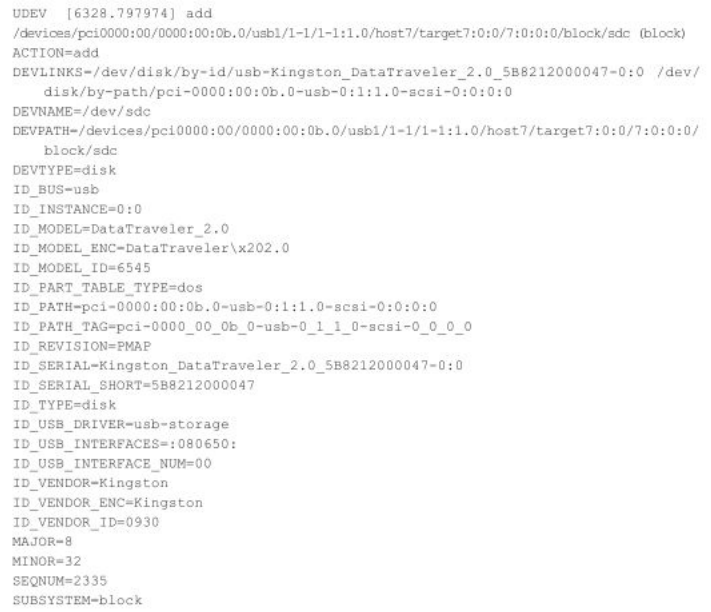 UDEV  [6328.797974] add
/devices/pci0000:00/0000:00:0b.0/usb1/1-1/1-1:1.0/host7/target7:0:0/7:0:0:0/block/sdc (block)
ACTION=add
DEVLINKS=/dev/disk/by-id/usb-Kingston_DataTraveler_2.0_5B8212000047-0:0 /dev/
disk/by-path/pci-0000:00:0b.0-usb-0:1:1.0-scsi-0:0:0:0
DEVNAME=/dev/sdc
DEVPATH=/devices/pci0000:00/0000:00:0b.0/usb1/1-1/1-1:1.0/host7/target7:0:0/7:0:0:0/
block/sdc
DEVTYPE=disk
ID_BUS=usb
ID_INSTANCE=0:0
ID_MODEL=DataTraveler_2.0
ID_MODEL_ENC=DataTraveler\x202.0
ID_MODEL_ID=6545
ID_PART_TABLE_TYPE=dos
ID_PATH=pci-0000:00:0b.0-usb-0:1:1.0-scsi-0:0:0:0
ID_PATH_TAG=pci-0000_00_0b_0-usb-0_1_1_0-scsi-0_0_0_0
ID_REVISION=PMAP
ID_SERIAL=Kingston_DataTraveler_2.0_5B8212000047-0:0
ID_SERIAL_SHORT=5B8212000047
ID_TYPE=disk
ID_USB_DRIVER=usb-storage
ID_USB_INTERFACES=:080650:
ID_USB_INTERFACE_NUM=00
ID_VENDOR=Kingston
ID_VENDOR_ENC=Kingston
ID_VENDOR_ID=0930
MAJOR=8
MINOR=32
SEQNUM=2335
SUBSYSTEM=block